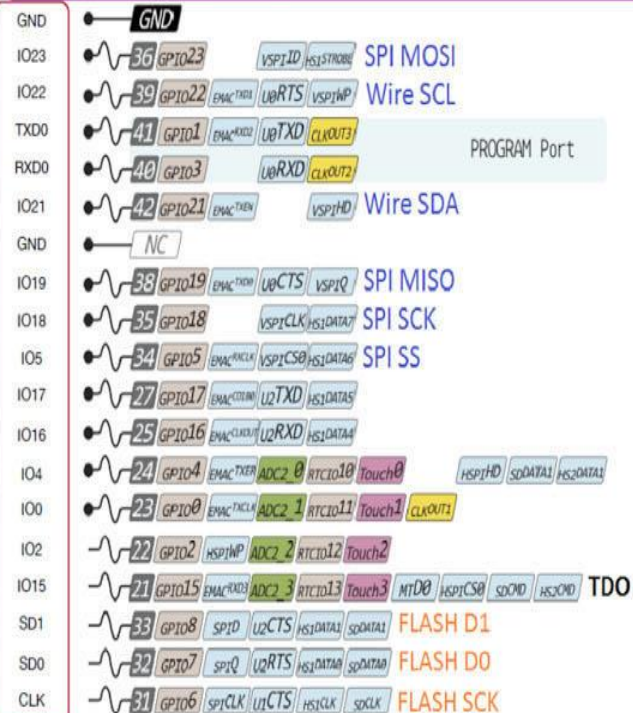 GND GND
IO23 36 GPIO23 VSPIID HS1STROBE SPI MOSI
IO22 39 GPIO22 EMACTXD1 U0RTS VSPIWP Wire SCL
TXD0 41 GPIO1 EMACRXD2 U0TXD CLKOUT3
PROGRAM Port
RXD0 40 GPIO3 U0RXD CLKOUT2
IO21 42 GPIO21 EMACTXEN VSPIHD Wire SDA
GND NC
IO19 38 GPIO19 EMACTXD0 U0CTS VSPIQ SPI MISO
IO18 35 GPIO18 VSPICLK HS1DATA7 SPI SCK
IO5 34 GPIO5 EMACRXCLK VSPICS0 HS1DATA6 SPI SS
IO17 27 GPIO17 U2TXD HS1DATA5
IO16 25 GPIO16 EMACCLKOUT U2RXD HS1DATA4
IO4 24 GPIO4 EMACTXER ADC2_0 RTCIO10 Touch0 HSPIHD SDDATA1 HS2DATA1
IO0 23 GPIO0 EMACTXCLK ADC2_1 RTCIO11 Touch1 CLKOUT1
IO2 22 GPIO2 HSPIWP ADC2_2 RTCIO12 Touch2
IO15 21 GPIO15 EMACRXD3 ADC2_3 RTCIO13 Touch3 MTDO HSPICS0 SDCMD HS2CMD TDO
SD1 33 GPIO8 SPID U2CTS HS1DATA1 SDDATA1 FLASH D1
SD0 32 GPIO7 SPIQ U2RTS HS1DATA0 SDDATA0 FLASH D0
CLK 31 GPIO6 SPICLK U1CTS HS1CLK SDCLK FLASH SCK